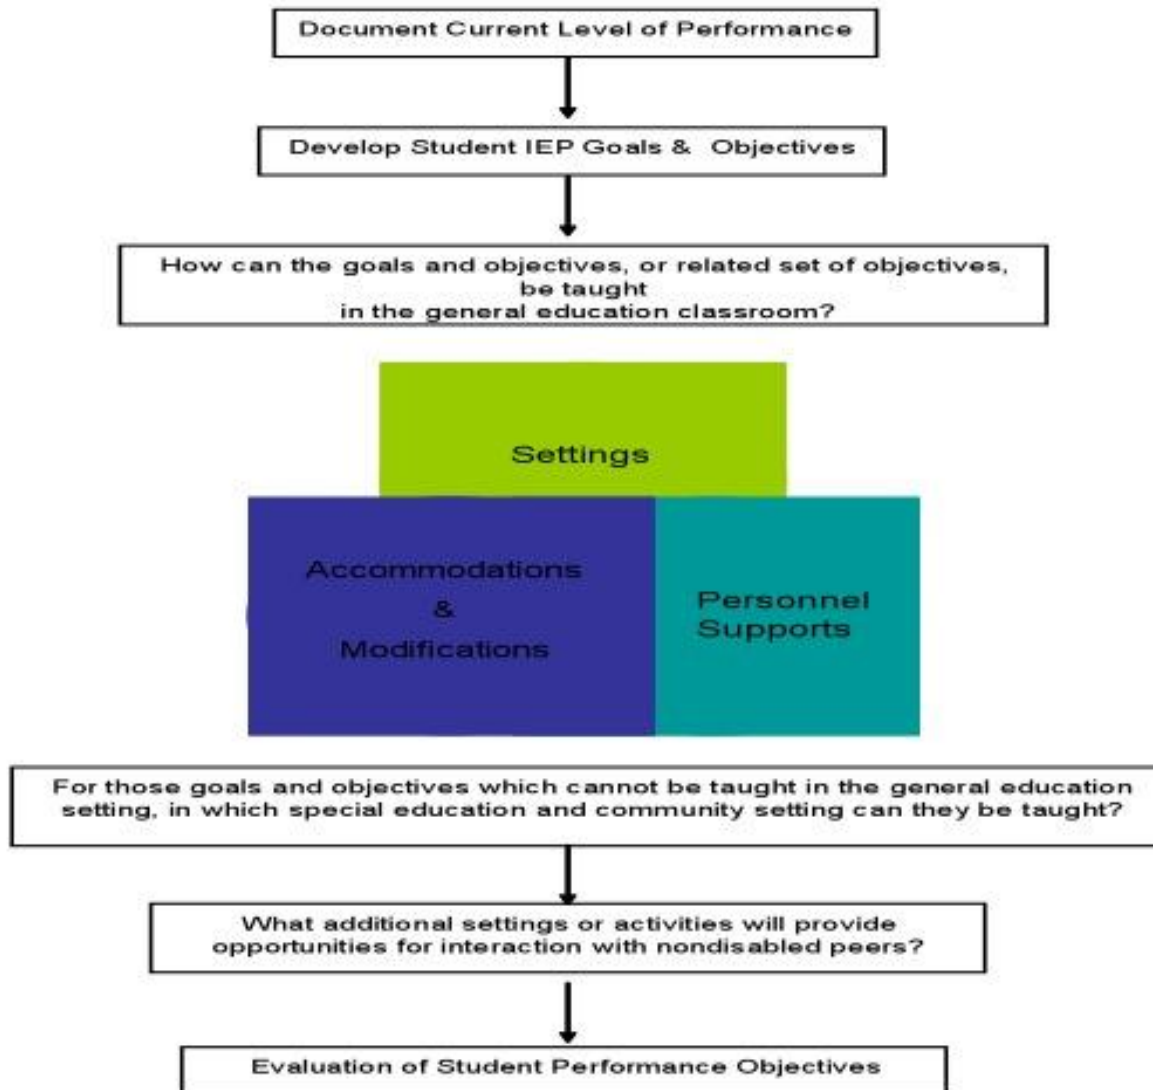 Document Current Level of Performance
Develop Student IEP Goals & Objectives
How can the goals and objectives, or related set of objectives,
be taught
in the general education classroom?
Settings
Accommodations
&
Modifications
Personnel
Supports
For those goals and objectives which cannot be taught in the general education
setting, in which special education and community setting can they be taught?
What additional settings or activities will provide
opportunities for interaction with nondisabled peers?
Evaluation of Student Performance Objectives